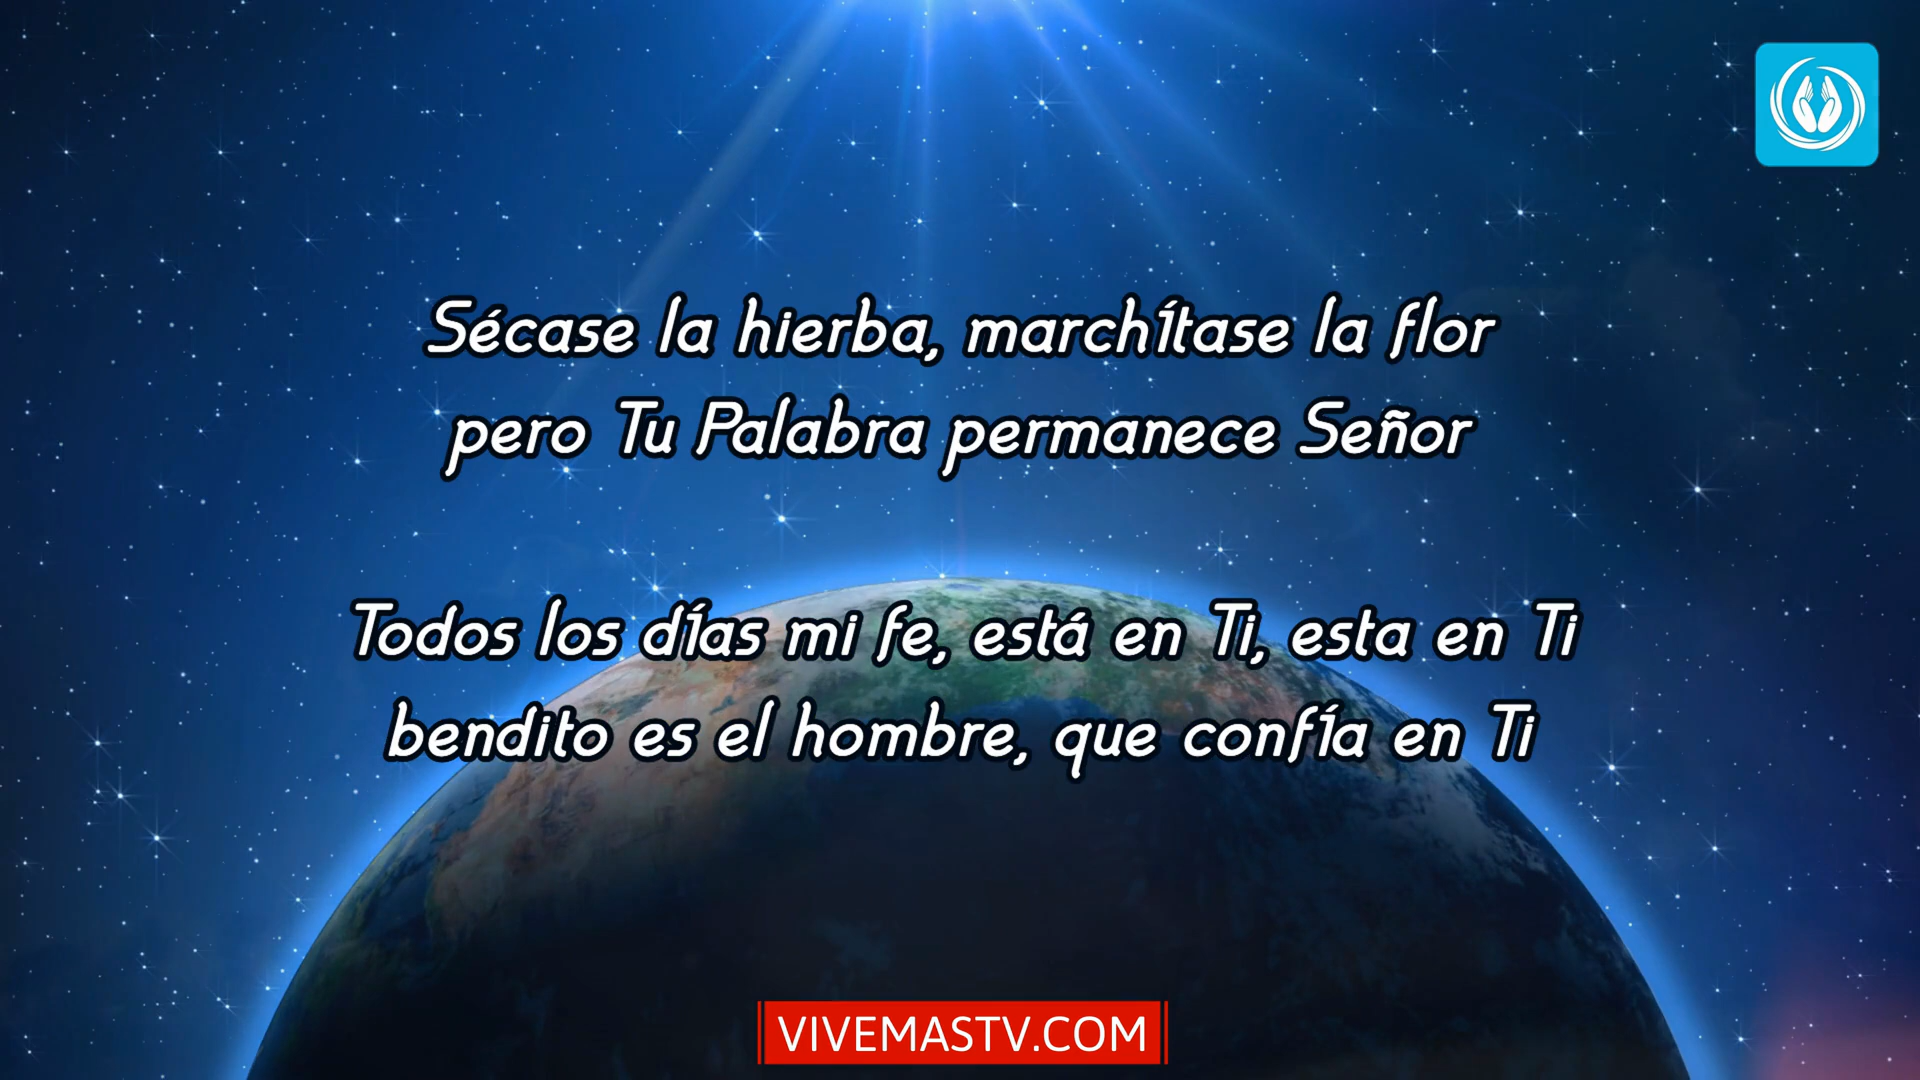 Sécase la hierba, marchítase la flor
pero Tu Palabra permanece Señor
Todos los días mi fe, está en Ti, esta en Ti
bendito es el hombre, que confía en Ti
VIVEMASTV.COM